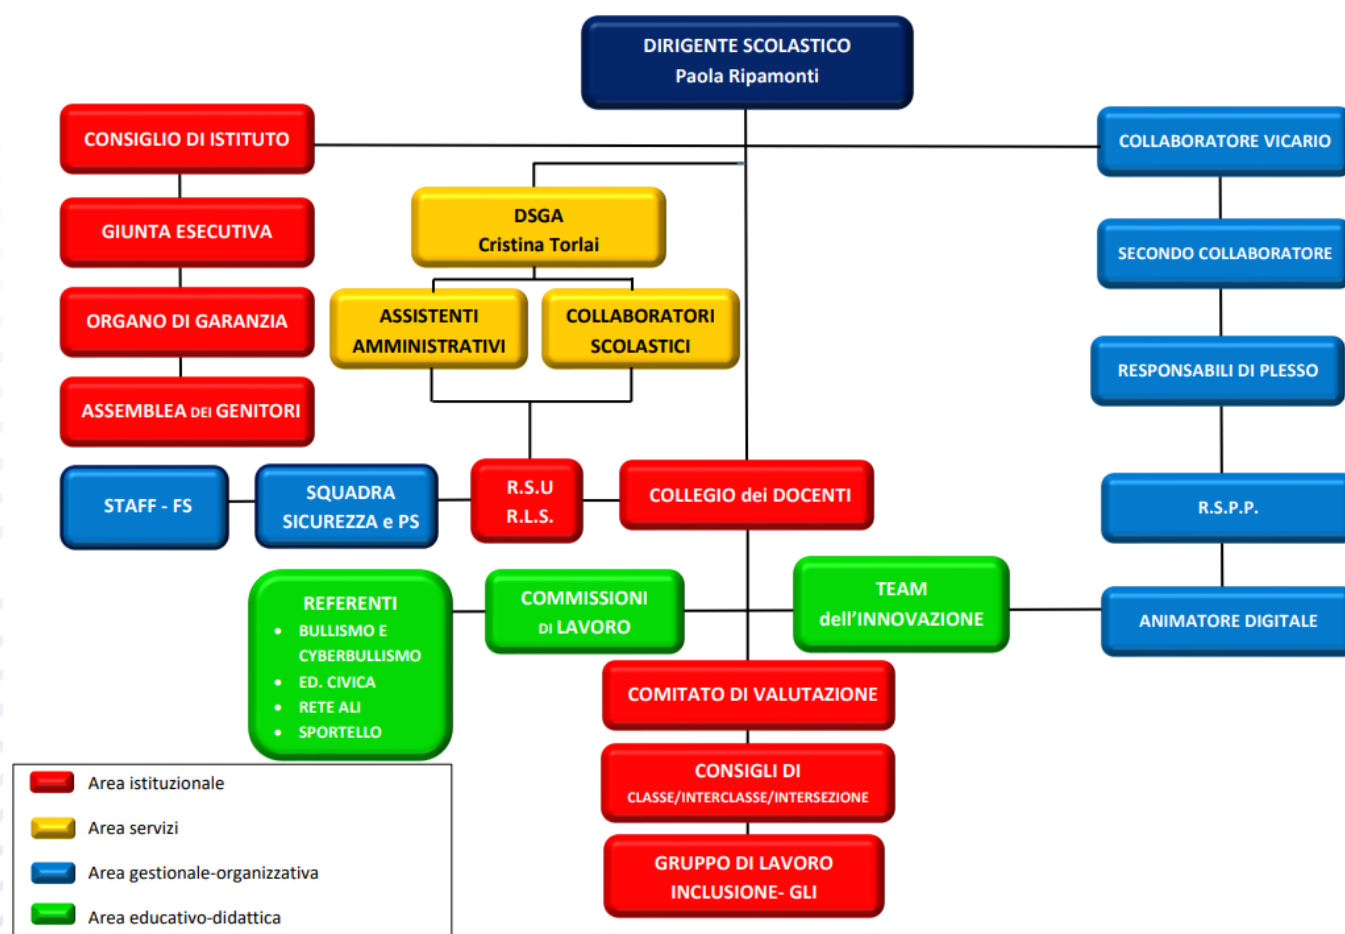 DIRIGENTE SCOLASTICO
Paola Ripamonti
CONSIGLIO DI ISTITUTO
COLLABORATORE VICARIO
DSGA
Cristina Torlai
GIUNTA ESECUTIVA
SECONDO COLLABORATORE
ASSISTENTI
AMMINISTRATIVI
COLLABORATORI
SCOLASTICI
ORGANO DI GARANZIA
RESPONSABILI DI PLESSO
ASSEMBLEA DEI GENITORI
STAFF - FS
SQUADRA
SICUREZZA e PS
R.S.U
R.L.S.
COLLEGIO dei DOCENTI
R.S.P.P.
REFERENTI
• BULLISMO E
CYBERBULLISMO
• ED. CIVICA
• RETE ALI
• SPORTELLO
COMMISSIONI
DI LAVORO
TEAM
dell'INNOVAZIONE
ANIMATORE DIGITALE
COMITATO DI VALUTAZIONE
CONSIGLI DI
CLASSE/INTERCLASSE/INTERSEZIONE
GRUPPO DI LAVORO
INCLUSIONE- GLI
Area istituzionale
Area servizi
Area gestionale-organizzativa
Area educativo-didattica